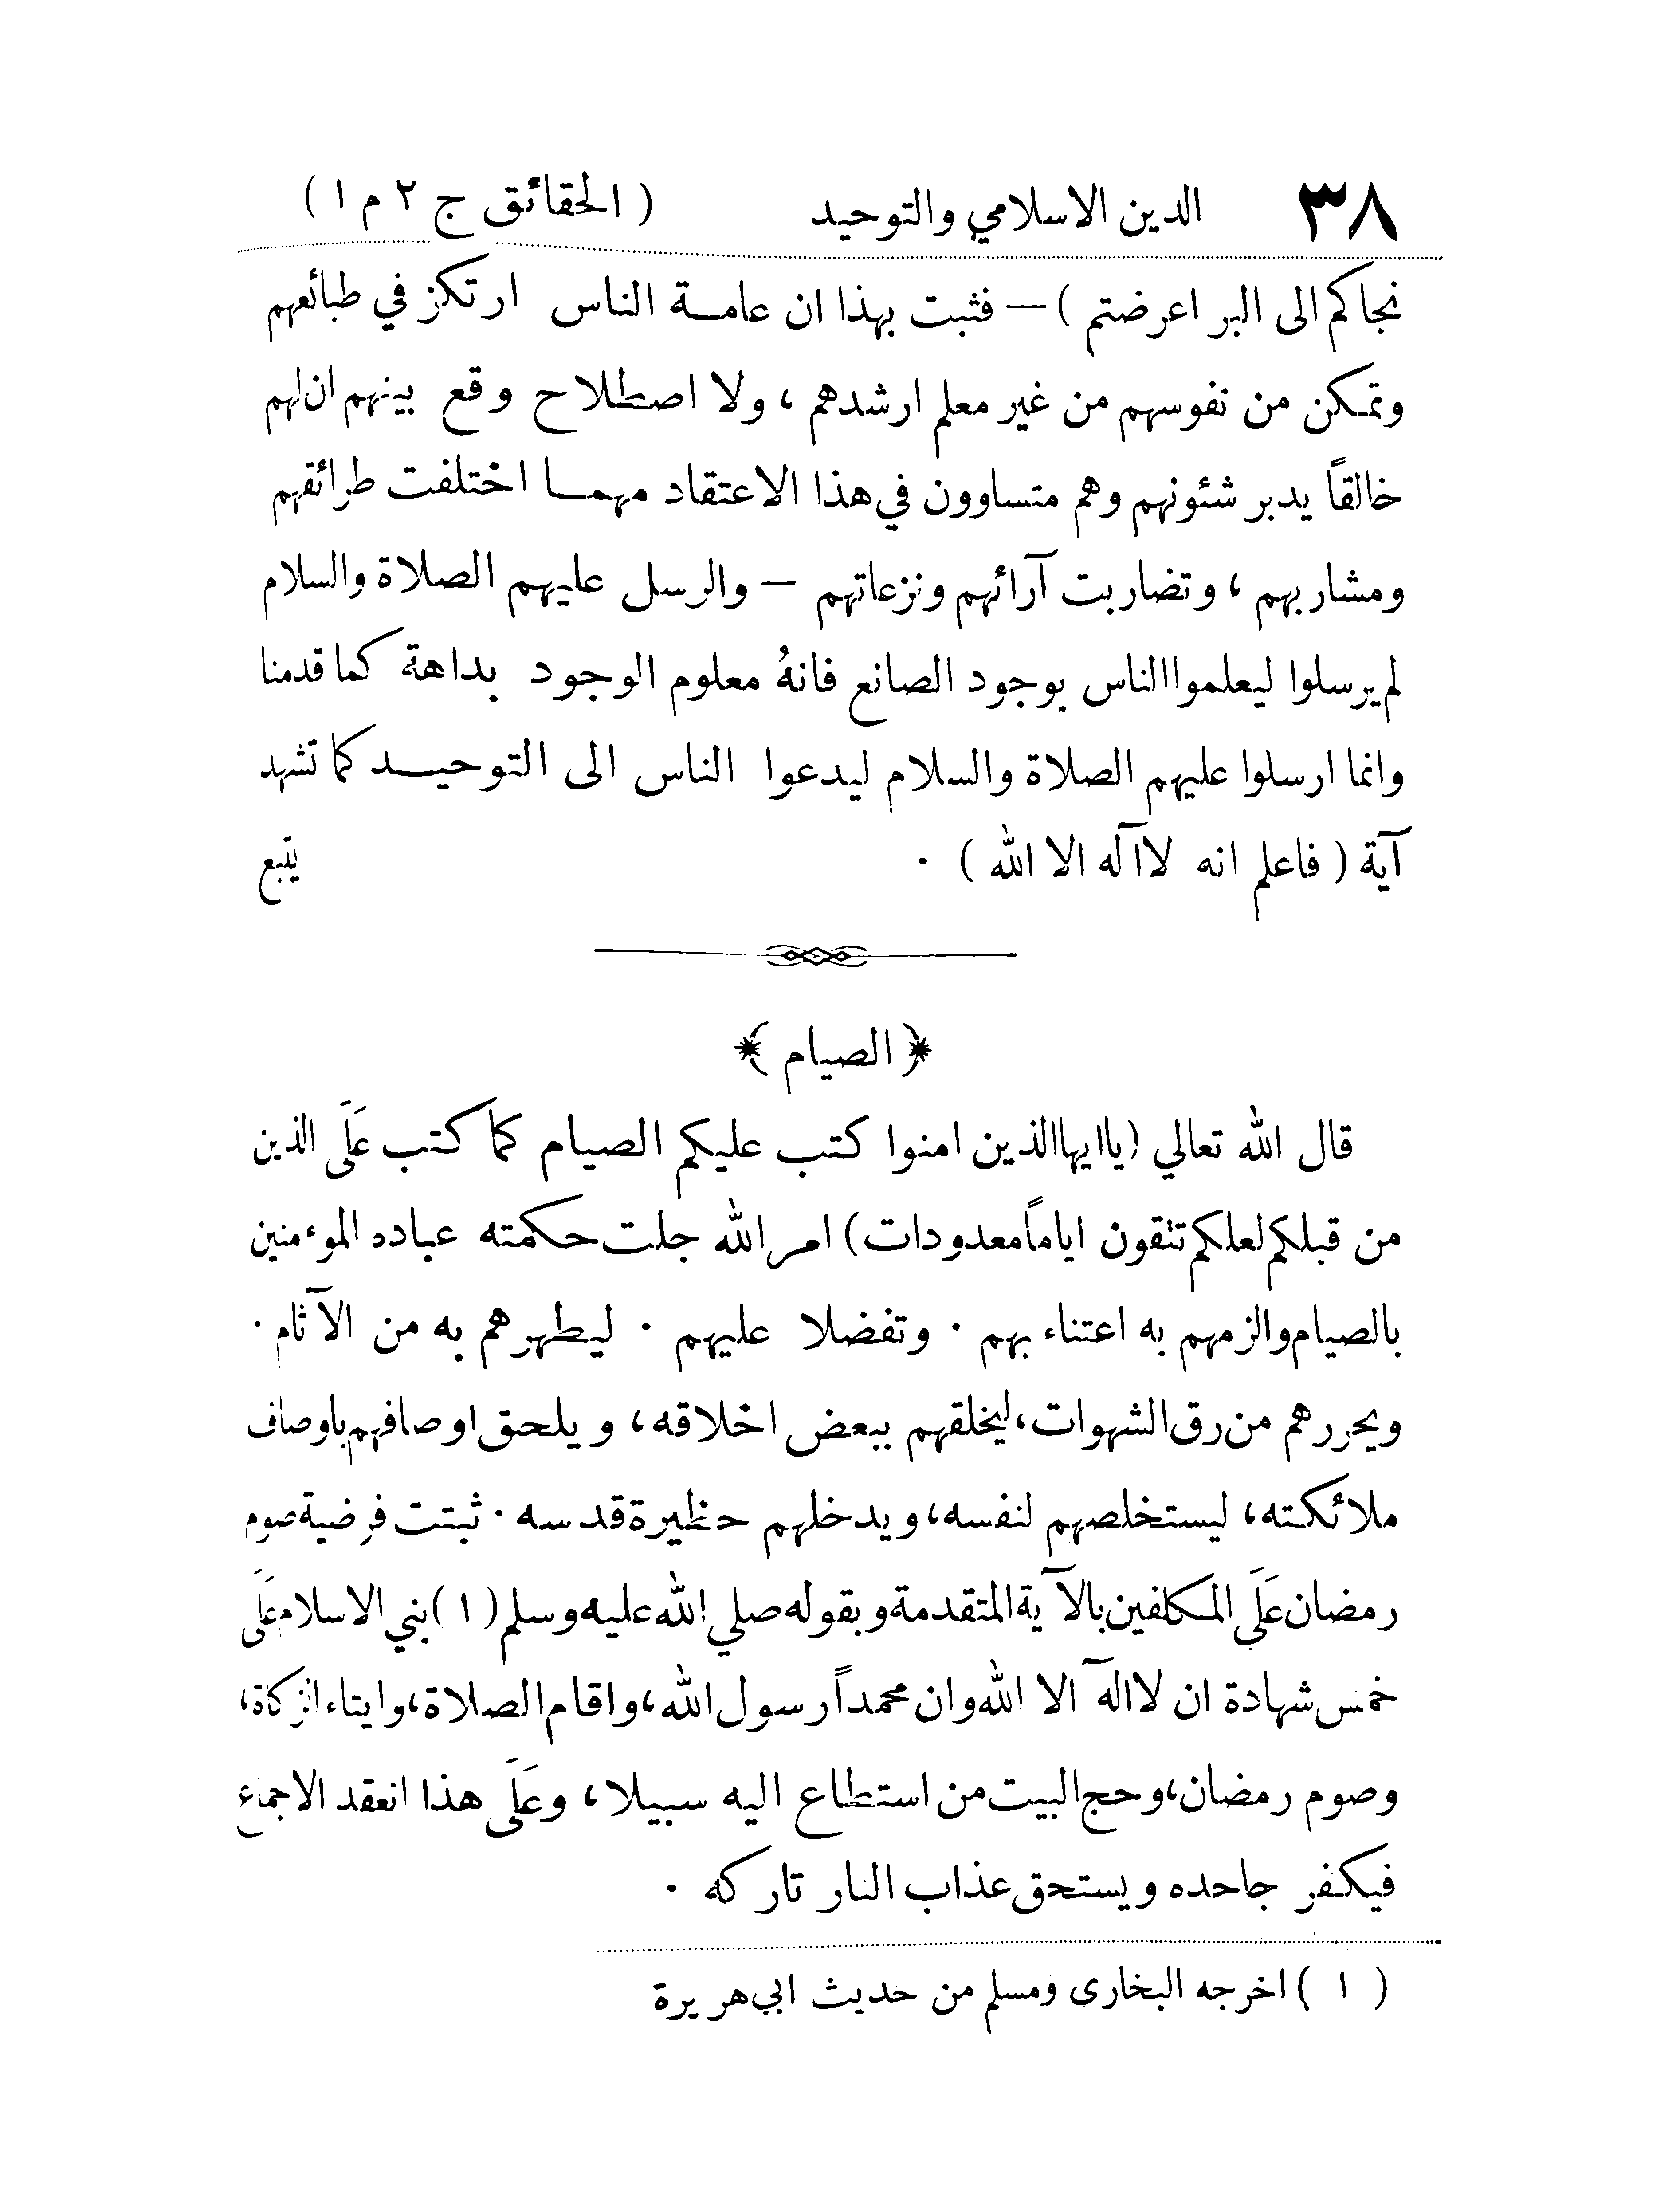 ٣٨ الدين الاسلامي والتوحيد ( الحقائق ج ٢ م ١ )
نجاكم الى البر اعرضتم ) — فثبت بهذا ان عامة الناس ارتكز في طبائعهم
وتمكن من نفوسهم من غير معلم ارشدهم ، ولا اصطلاح وقع بينهم ان لهم
خالقاً يدبر شئونهم وهم متساوون في هذا الاعتقاد مهما اختلفت طرائقهم
ومشاربهم ، وتضاربت آرائهم ونزعاتهم — والرسل عليهم الصلاة والسلام
لم يرسلوا ليعلموا الناس بوجود الصانع فانهُ معلوم الوجود بداهة كما قدمنا
وانما ارسلوا عليهم الصلاة والسلام ليدعوا الناس الى التوحيد كما تشهد
آية ( فاعلم انه لاآله الا الله ) ٠ يتبع
﴿ الصيام ﴾
قال الله تعالي (ياايها الذين امنوا كتب عليكم الصيام كما كتب عَلَى الذين
من قبلكم لعلكم تتقون اياماً معدودات) امر الله جلت حكمته عباده الموءمنين
بالصيام والزمهم به اعتناء بهم ٠ وتفضلا عليهم ٠ ليطهرهم به من الآثام ٠
ويحررهم من رق الشهوات، ليخلقهم ببعض اخلاقه، ويلحق اوصافهم باوصاف
ملائكته، ليستخلصهم لنفسه، ويدخلهم حظيرة قدسه ٠ ثبتت فرضية صوم
رمضان عَلَى المكلفين بالآية المتقدمة وبقوله صلي الله عليه وسلم (١) بني الاسلام عَلَى
خمس شهادة ان لااله الا الله وان محمداً رسول الله، واقام الصلاة، وايتاء الزكاة،
وصوم رمضان، وحج البيت من استطاع اليه سبيلا، وعَلَى هذا انعقد الاجماع
فيكفر جاحده ويستحق عذاب النار تاركه ٠
( ١ ) اخرجه البخارى ومسلم من حديث ابي هريرة